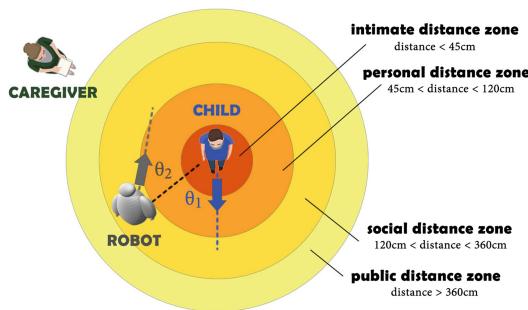 intimate distance zone
distance < 45cm
personal distance zone
45cm < distance < 120cm
CAREGIVER
CHILD
θ2
θ1
ROBOT
social distance zone
120cm < distance < 360cm
public distance zone
distance > 360cm